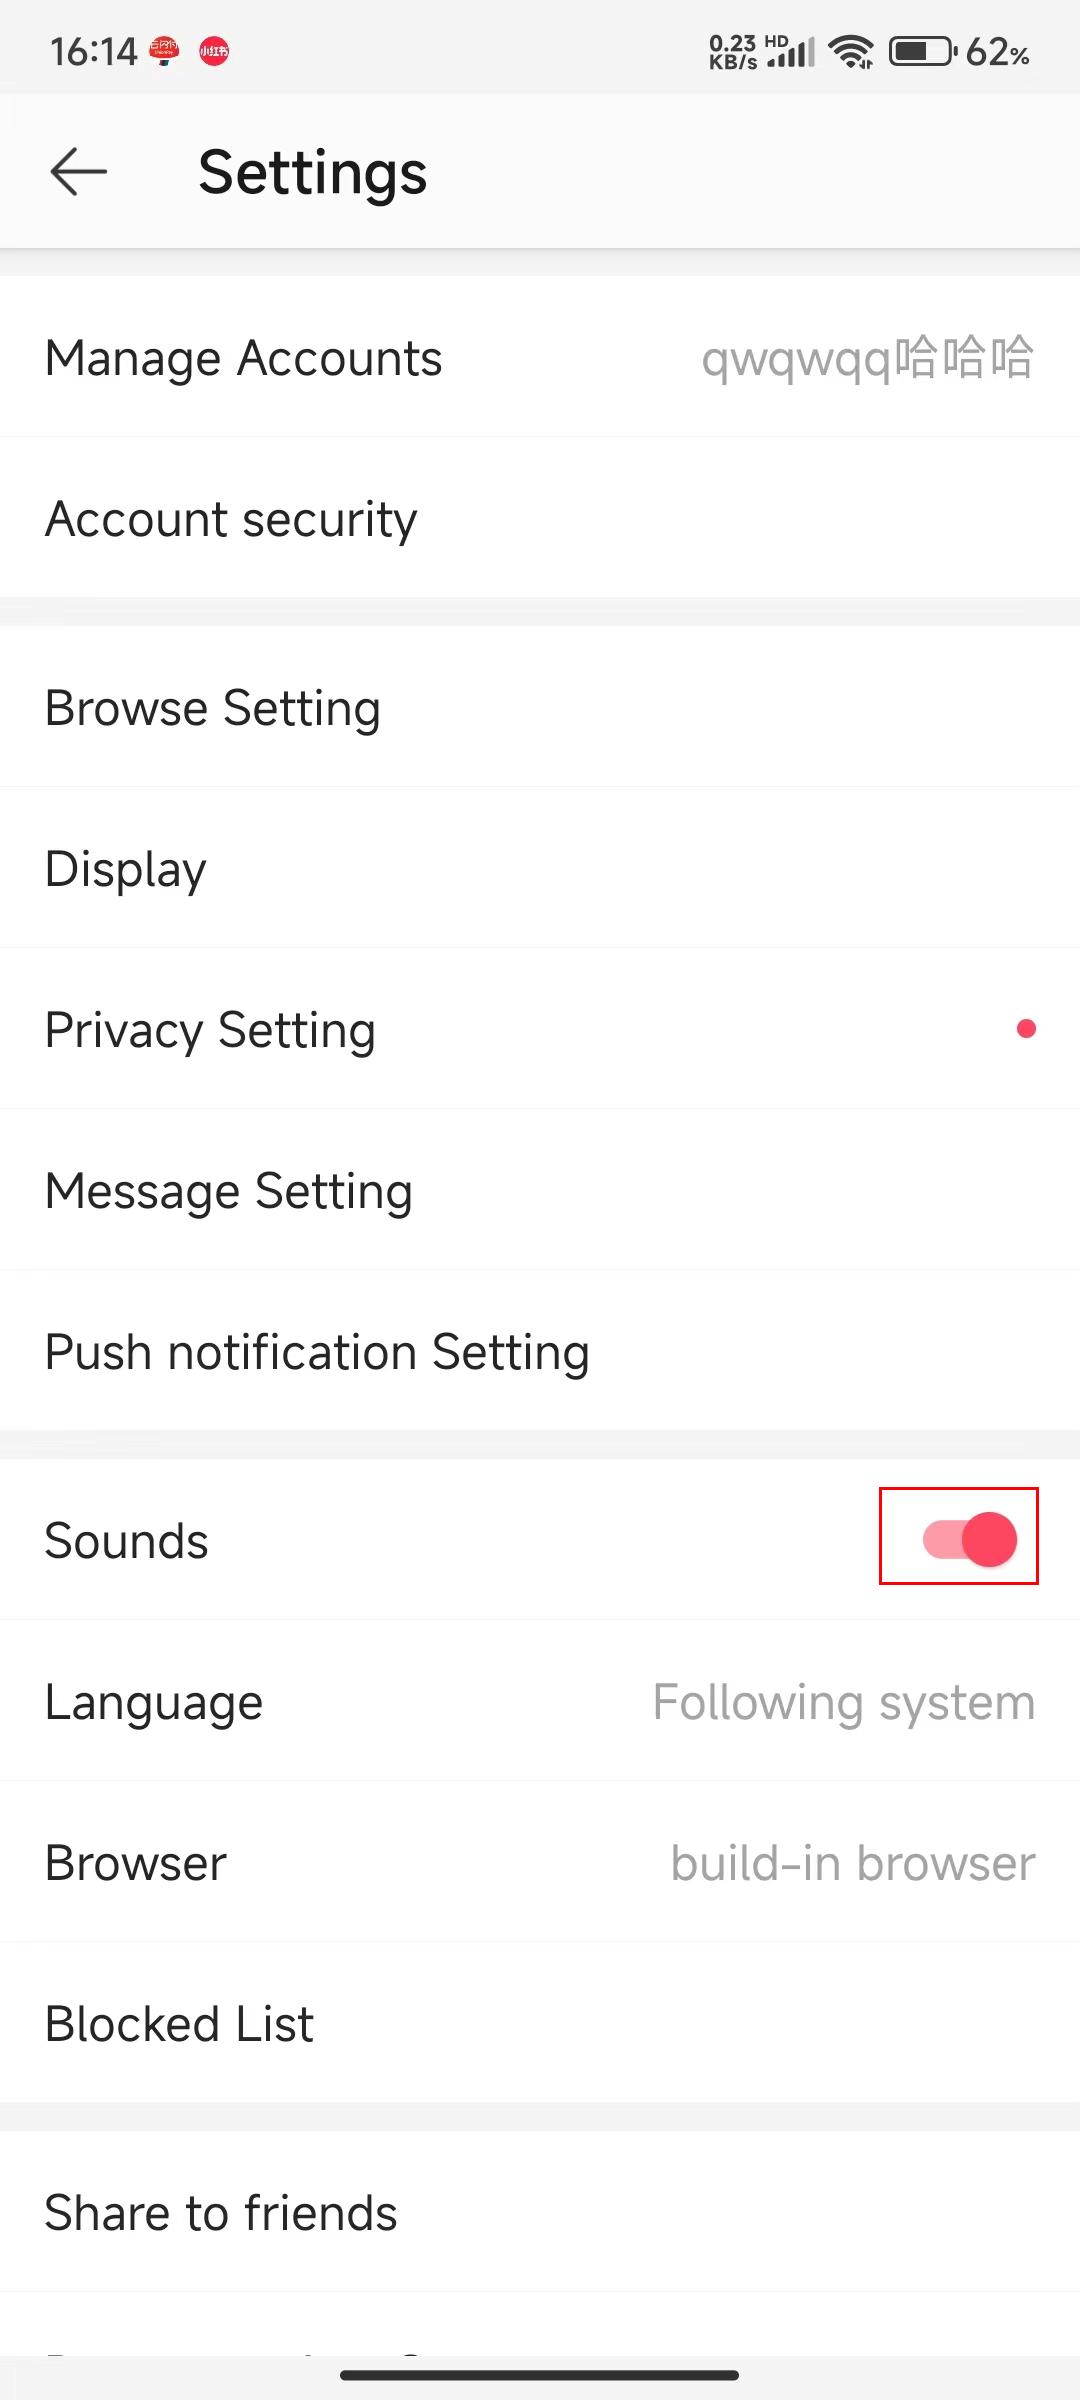 16:14
小红书
0.23 KB/s HD 62%
Settings
Manage Accounts qwqwqq哈哈哈
Account security
Browse Setting
Display
Privacy Setting
Message Setting
Push notification Setting
Sounds
Language Following system
Browser build-in browser
Blocked List
Share to friends